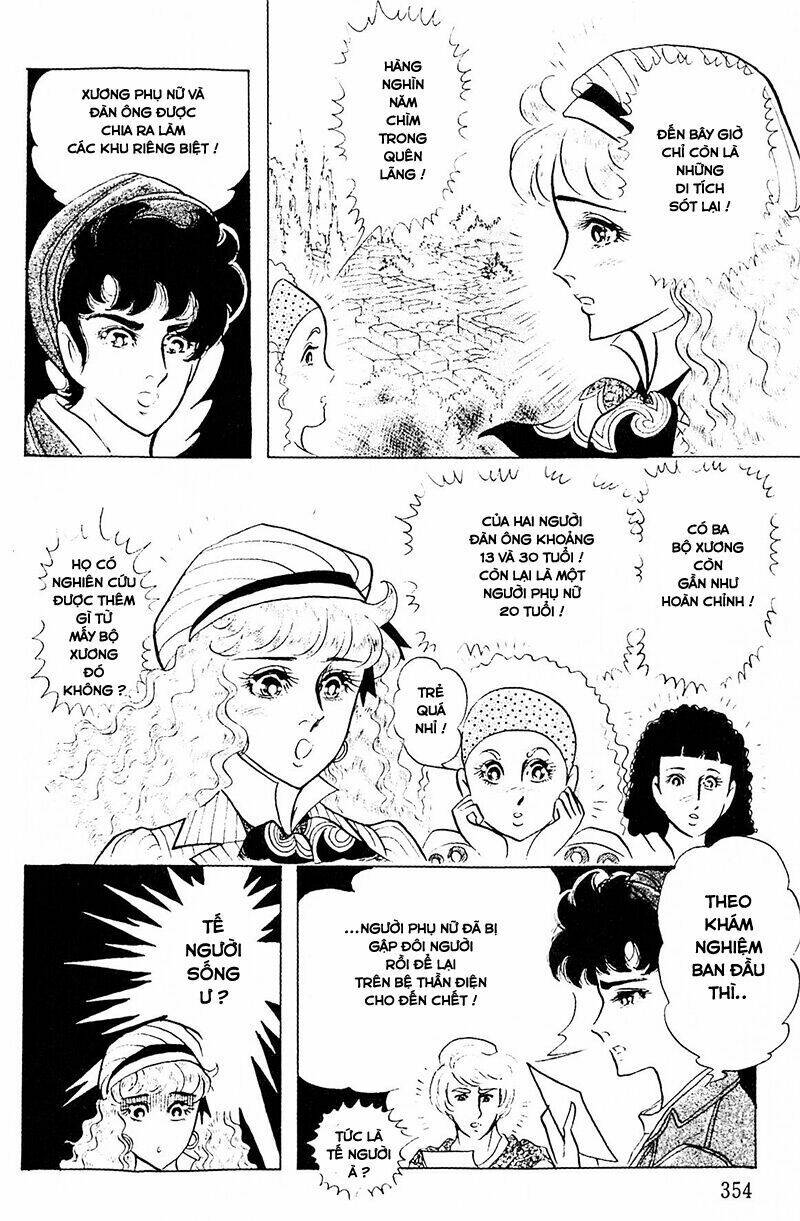 ĐẾN BÂY GIỜ
CHỈ CÒN LÀ
NHỮNG
DI TÍCH
SÓT LẠI !
HÀNG
NGHÌN
NĂM
CHÌM
TRONG
QUÊN
LÃNG !
XƯƠNG PHỤ NỮ VÀ
ĐÀN ÔNG ĐƯỢC
CHIA RA LÀM
CÁC KHU RIÊNG BIỆT !
CÓ BA
BỘ XƯƠNG
CÒN
GẦN NHƯ
HOÀN CHỈNH !
CỦA HAI NGƯỜI
ĐÀN ÔNG KHOẢNG
13 VÀ 30 TUỔI !
CÒN LẠI LÀ MỘT
NGƯỜI PHỤ NỮ
20 TUỔI !
TRẺ
QUÁ
NHỈ !
HỌ CÓ
NGHIÊN CỨU
ĐƯỢC THÊM
GÌ TỪ
MẤY BỘ
XƯƠNG
ĐÓ
KHÔNG ?
THEO
KHÁM
NGHIỆM
BAN ĐẦU
THÌ..
...NGƯỜI PHỤ NỮ ĐÃ BỊ
GẬP ĐÔI NGƯỜI
RỒI ĐỂ LẠI
TRÊN BỆ THẦN ĐIỆN
CHO ĐẾN CHẾT !
TỨC LÀ
TẾ NGƯỜI
À ?
TẾ
NGƯỜI
SỐNG
Ư ?
354